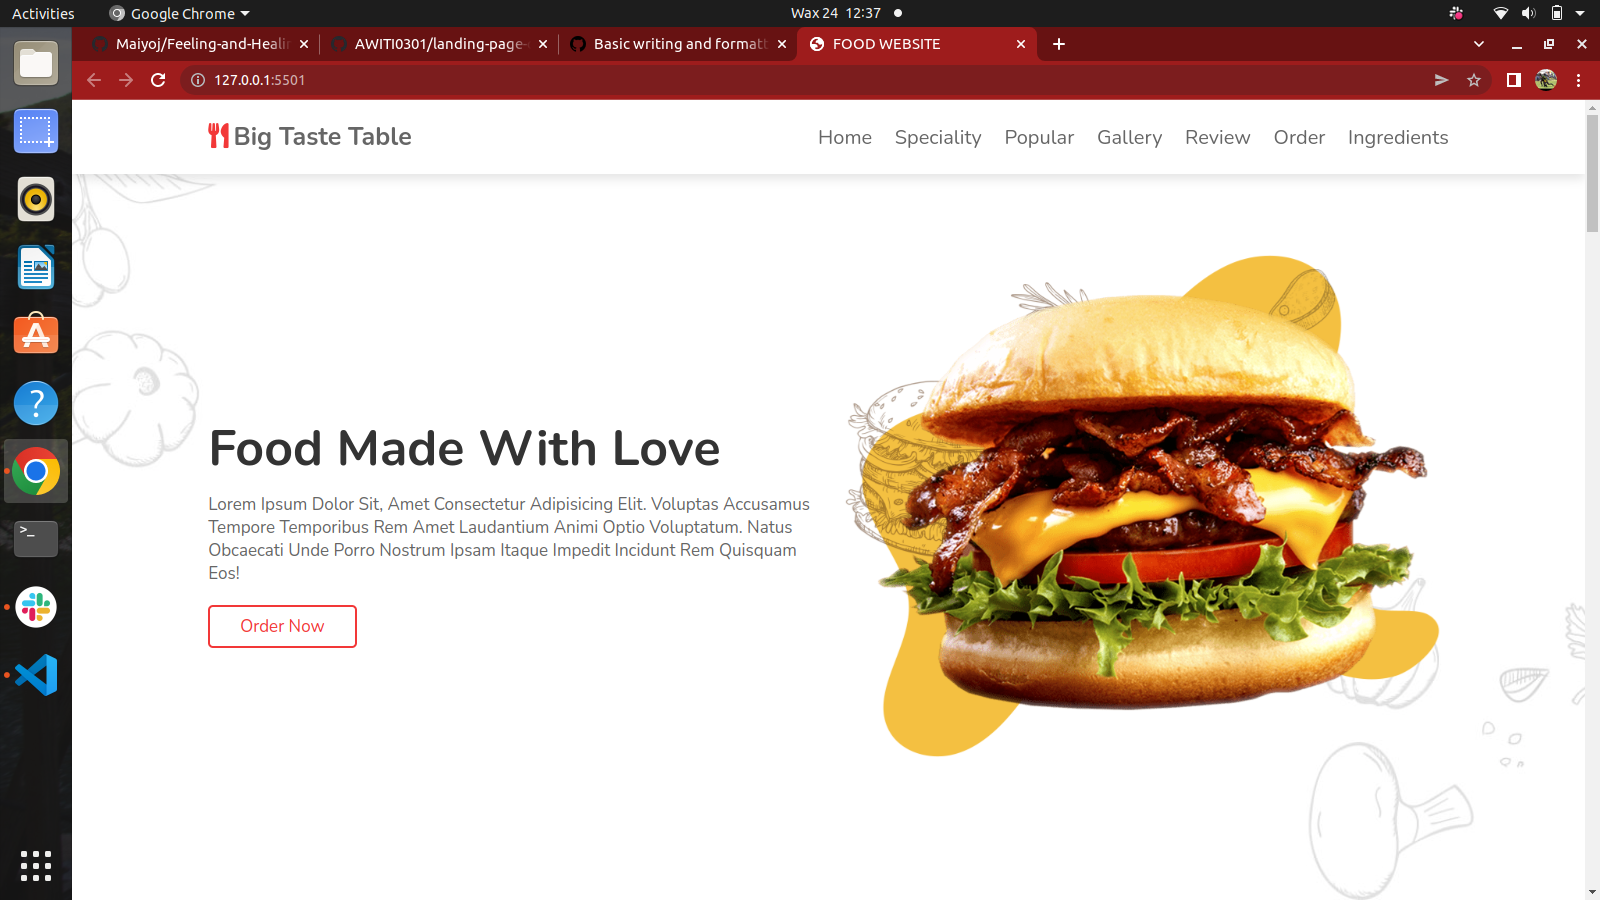 Activities
Google Chrome
Wax 24 12:37
Maiyoj/Feeling-and-Heali
AWITI0301/landing-page-
Basic writing and formatt
FOOD WEBSITE
127.0.0.1:5501
Big Taste Table
Home Speciality Popular Gallery Review Order Ingredients
Food Made With Love
Lorem Ipsum Dolor Sit, Amet Consectetur Adipisicing Elit. Voluptas Accusamus
Tempore Temporibus Rem Amet Laudantium Animi Optio Voluptatum. Natus
Obcaecati Unde Porro Nostrum Ipsam Itaque Impedit Incidunt Rem Quisquam
Eos!
Order Now